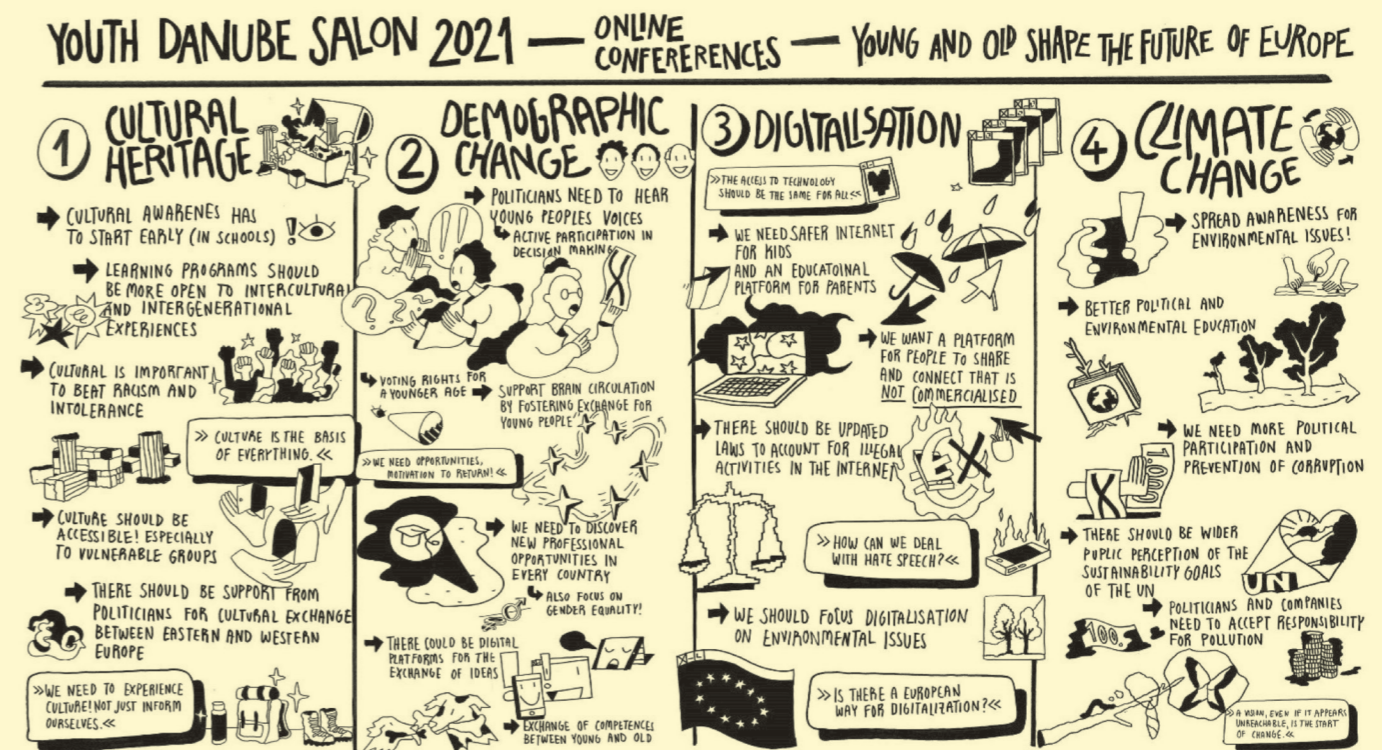 YOUTH DANUBE SALON 2021 — ONLINE CONFERERENCES — YOUNG AND OLD SHAPE THE FUTURE OF EUROPE
1 CULTURAL
HERITAGE
CULTURAL AWARENES HAS
TO START EARLY (IN SCHOOLS) !
LEARNING PROGRAMS SHOULD
BE MORE OPEN TO INTERCULTURAL
AND INTERGENERATIONAL
EXPERIENCES
CULTURAL IS IMPORTANT
TO BEAT RACISM AND
INTOLERANCE
»CULTURE IS THE BASIS
OF EVERYTHING.«
CULTURE SHOULD BE
ACCESSIBLE! ESPECIALLY
TO VULNERABLE GROUPS
THERE SHOULD BE SUPPORT FROM
POLITICIANS FOR CULTURAL EXCHANGE
BETWEEN EASTERN AND WESTERN
EUROPE
»WE NEED TO EXPERIENCE
CULTURE! NOT JUST INFORM
OURSELVES.«
2 DEMOGRAPHIC
CHANGE
POLITICIANS NEED TO HEAR
YOUNG PEOPLES VOICES
ACTIVE PARTICIPATION IN
DECISION MAKING
!!!
???
VOTING RIGHTS FOR
A YOUNGER AGE
SUPPORT BRAIN CIRCULATION
BY FOSTERING EXCHANGE FOR
YOUNG PEOPLE
»WE NEED OPPORTUNITIES,
MOTIVATION TO RETURN!«
WE NEED TO DISCOVER
NEW PROFESSIONAL
OPPORTUNITIES IN
EVERY COUNTRY
ALSO FOCUS ON
GENDER EQUALITY!
THERE COULD BE DIGITAL
PLATFORMS FOR THE
EXCHANGE OF IDEAS
EXCHANGE OF COMPETENCES
BETWEEN YOUNG AND OLD
3 DIGITALISATION
»THE ACCESS TO TECHNOLOGY
SHOULD BE THE SAME FOR ALL«
WE NEED SAFER INTERNET
FOR KIDS
AND AN EDUCATOINAL
PLATFORM FOR PARENTS
WE WANT A PLATFORM
FOR PEOPLE TO SHARE
AND CONNECT THAT IS
NOT COMMERCIALISED
THERE SHOULD BE UPDATED
LAWS TO ACCOUNT FOR ILLEGAL
ACTIVITIES IN THE INTERNET
»HOW CAN WE DEAL
WITH HATE SPEECH?«
WE SHOULD FOCUS DIGITALISATION
ON ENVIRONMENTAL ISSUES
»IS THERE A EUROPEAN
WAY FOR DIGITALIZATION?«
4 CLIMATE
CHANGE
?!
SPREAD AWARENESS FOR
ENVIRONMENTAL ISSUES!
BETTER POLITICAL AND
ENVIRONMENTAL EDUCATION
WE NEED MORE POLITICAL
PARTICIPATION AND
PREVENTION OF CORRUPTION
1000
THERE SHOULD BE WIDER
PUPLIC PERCEPTION OF THE
SUSTAINABILITY GOALS
OF THE UN
UN
POLITICIANS AND COMPANIES
NEED TO ACCEPT RESPONSIBILITY
FOR POLLUTION
100.
»A VISION, EVEN IF IT APPEARS
UNREACHABLE, IS THE START
OF CHANGE.«